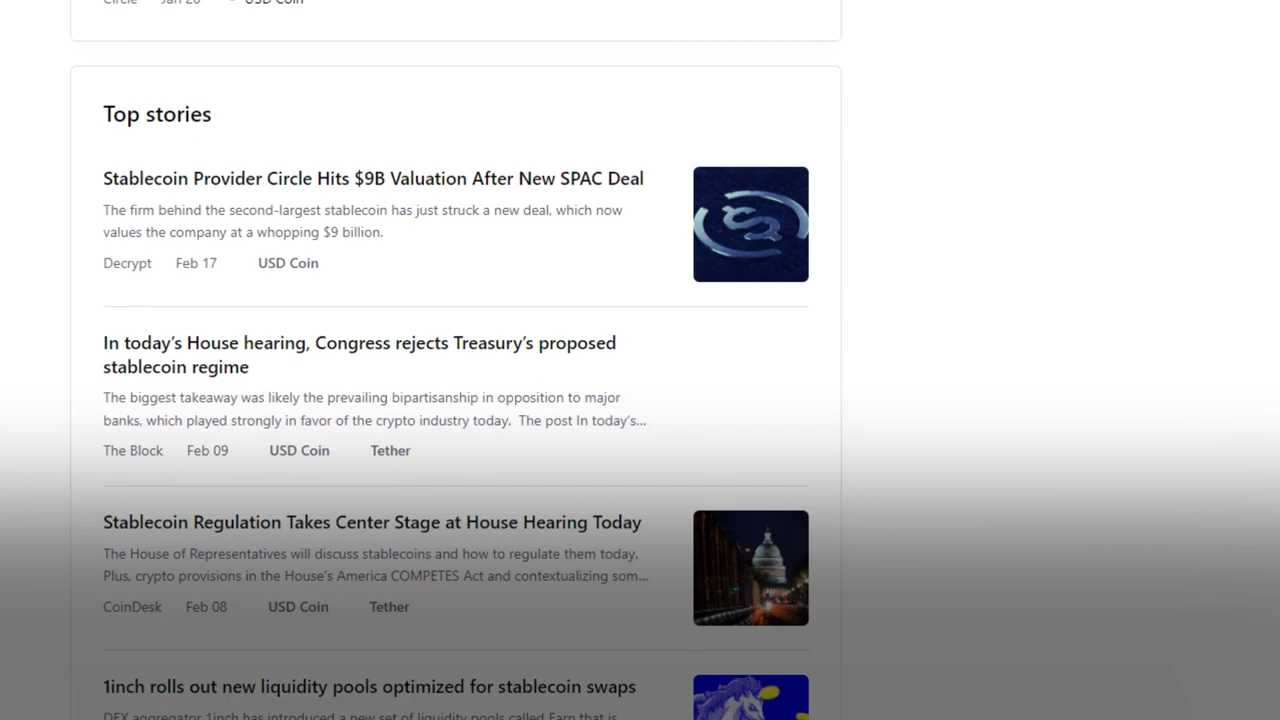 Circle Jan 20 USD Coin
Top stories
Stablecoin Provider Circle Hits $9B Valuation After New SPAC Deal
The firm behind the second-largest stablecoin has just struck a new deal, which now
values the company at a whopping $9 billion.
Decrypt Feb 17 USD Coin
In today’s House hearing, Congress rejects Treasury’s proposed
stablecoin regime
The biggest takeaway was likely the prevailing bipartisanship in opposition to major
banks, which played strongly in favor of the crypto industry today. The post In today’s...
The Block Feb 09 USD Coin Tether
Stablecoin Regulation Takes Center Stage at House Hearing Today
The House of Representatives will discuss stablecoins and how to regulate them today.
Plus, crypto provisions in the House's America COMPETES Act and contextualizing som...
CoinDesk Feb 08 USD Coin Tether
1inch rolls out new liquidity pools optimized for stablecoin swaps
DEX aggregator 1inch has introduced a new set of liquidity pools called Earn that is